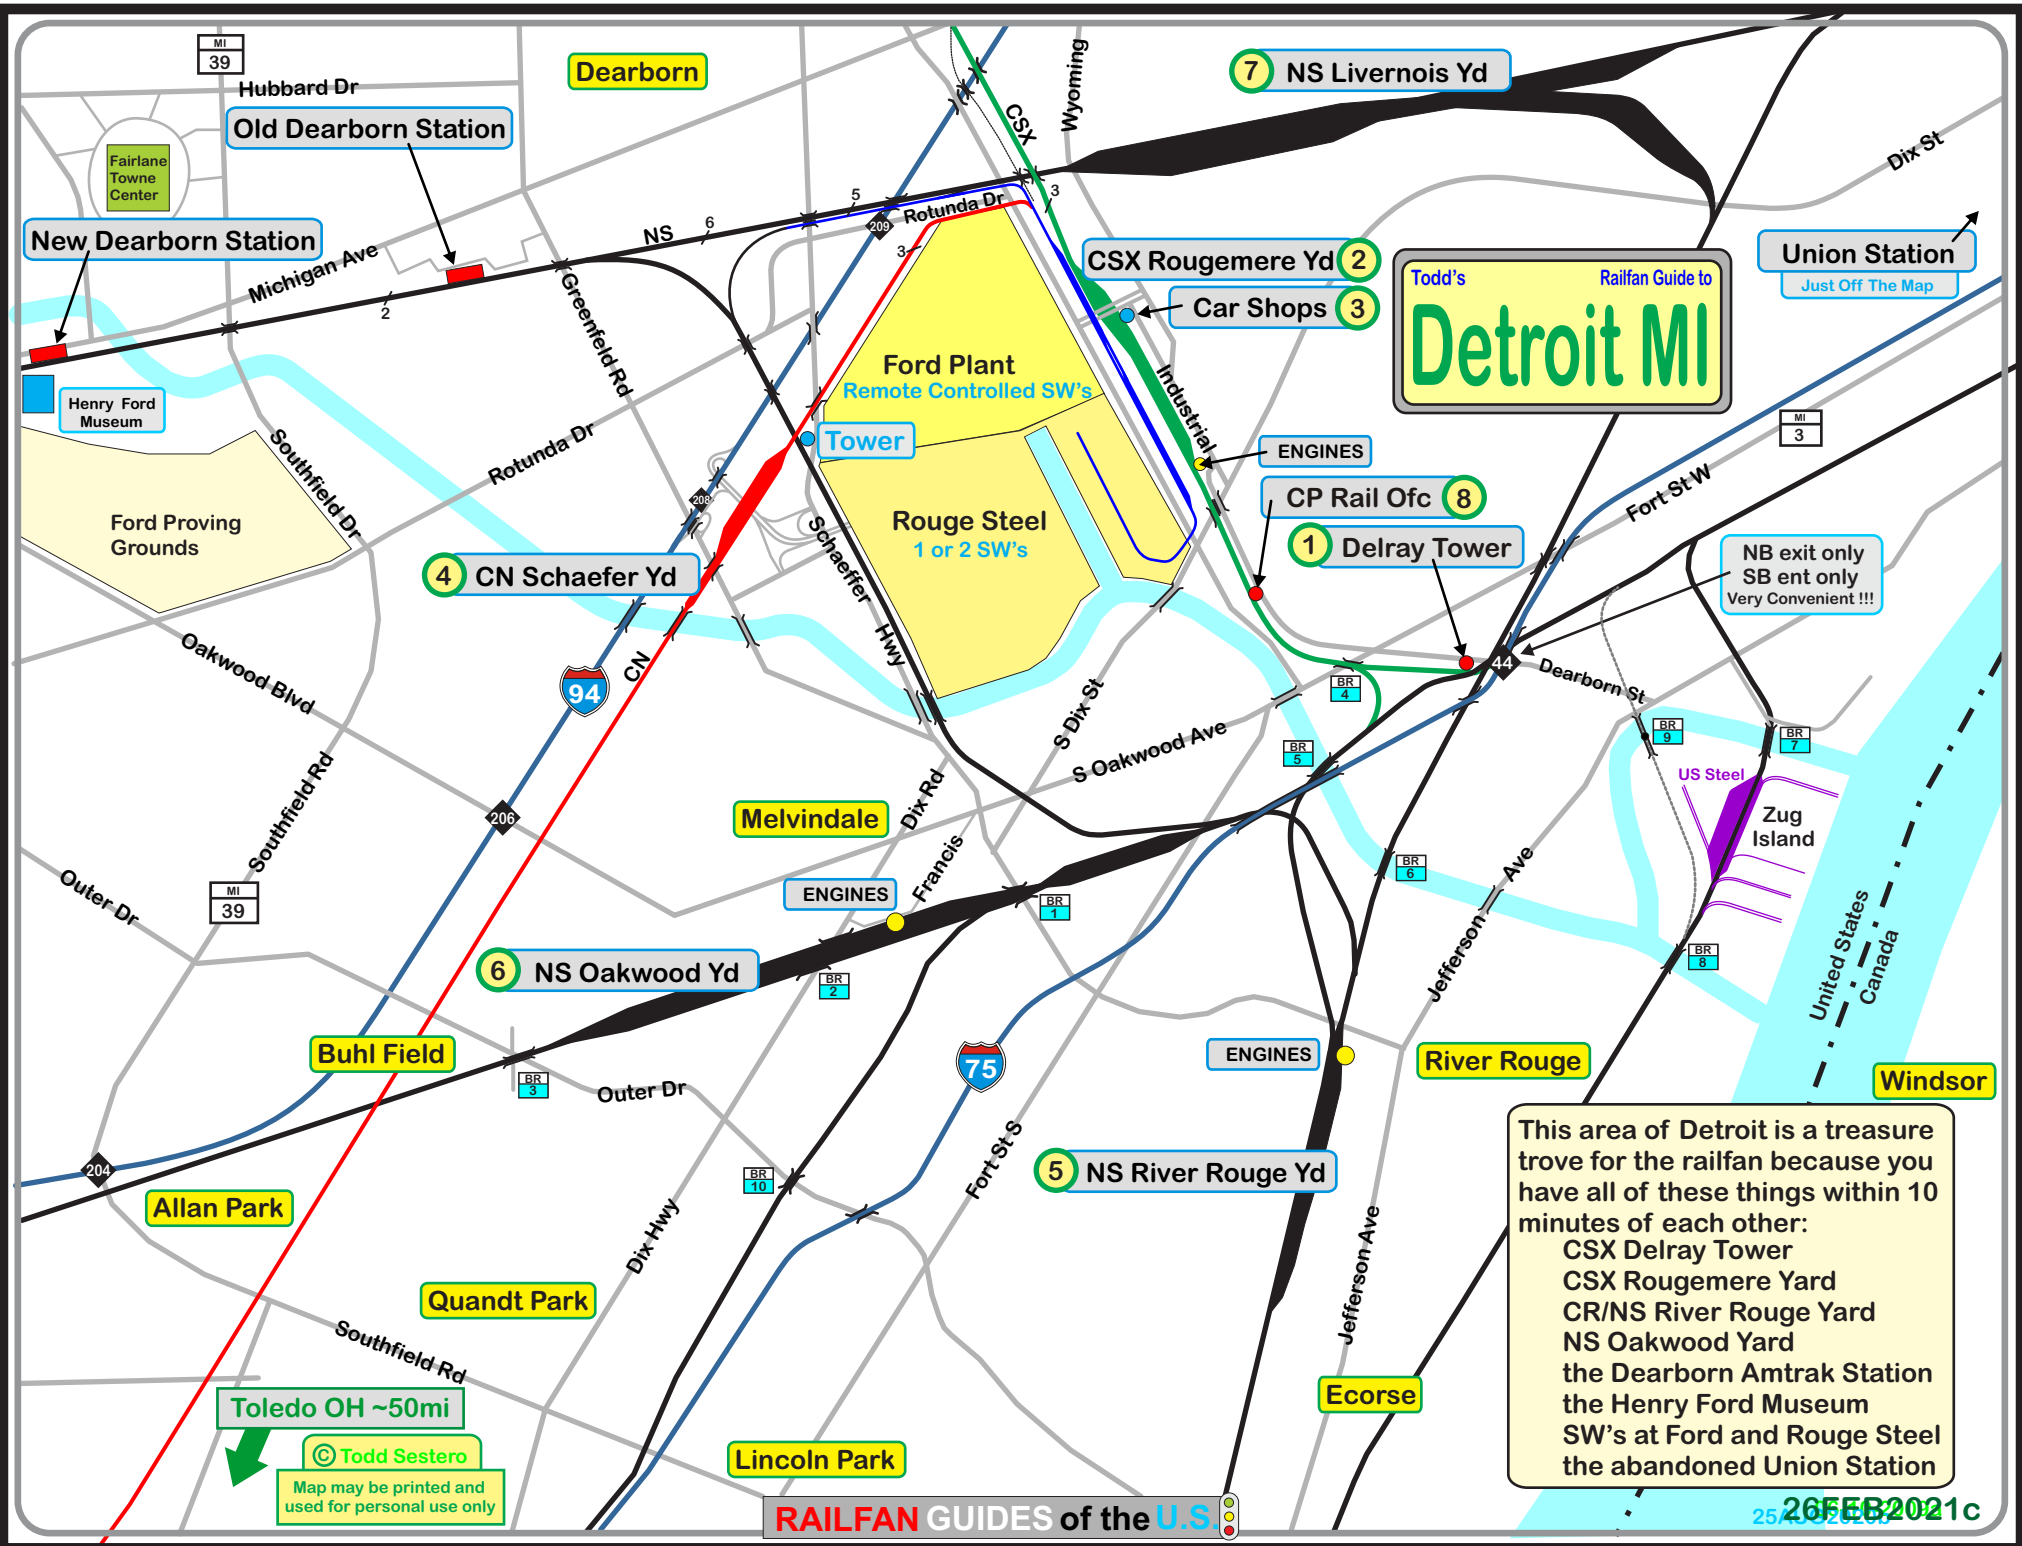 MI
39
Hubbard Dr
Dearborn
Wyoming
7 NS Livernois Yd
Old Dearborn Station
CSX
Fairlane
Towne
Center
Dix St
New Dearborn Station
Michigan Ave
NS
6
5
2
209
Rotunda Dr
3
3
CSX Rougemere Yd 2
Car Shops 3
Union Station
Just Off The Map
Todd's
Railfan Guide to
Detroit MI
Greenfeld Rd
Henry Ford
Museum
Ford Plant
Remote Controlled SW's
Tower
Industrial
MI
3
Southfield Dr
Rotunda Dr
208
Ford Proving
Grounds
Rouge Steel
1 or 2 SW's
ENGINES
CP Rail Ofc 8
1 Delray Tower
Fort St W
NB exit only
SB ent only
Very Convenient !!!
4 CN Schaefer Yd
Schaeffer
Hwy
CN
94
44
Dearborn St
Oakwood Blvd
BR
4
S Dix St
S Oakwood Ave
BR
5
BR
9
BR
7
US Steel
Zug
Island
Southfield Rd
206
Melvindale
Dix Rd
Francis
BR
6
Jefferson
Ave
Outer Dr
MI
39
ENGINES
BR
1
6 NS Oakwood Yd
BR
2
BR
8
United States
Canada
Buhl Field
BR
3
Outer Dr
75
ENGINES
River Rouge
Windsor
204
Allan Park
BR
10
Fort St S
5 NS River Rouge Yd
Dix Hwy
Jefferson Ave
This area of Detroit is a treasure
trove for the railfan because you
have all of these things within 10
minutes of each other:
CSX Delray Tower
CSX Rougemere Yard
CR/NS River Rouge Yard
NS Oakwood Yard
the Dearborn Amtrak Station
the Henry Ford Museum
SW's at Ford and Rouge Steel
the abandoned Union Station
Quandt Park
Southfield Rd
Ecorse
Toledo OH ~50mi
© Todd Sestero
Map may be printed and
used for personal use only
Lincoln Park
RAILFAN GUIDES of the U.S.
26FEB2021c